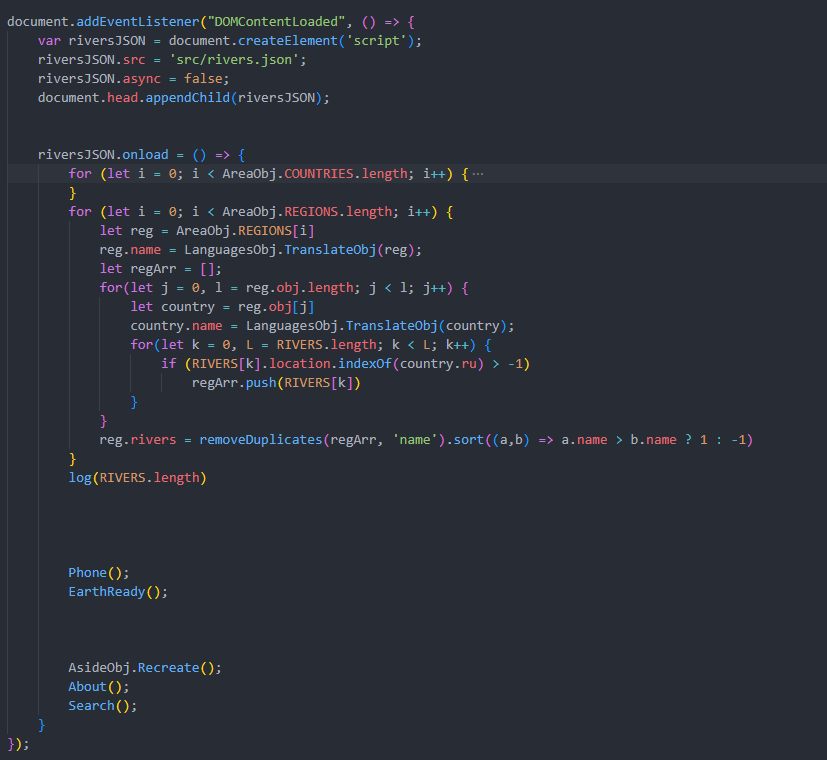 document.addEventListener("DOMContentLoaded", () => {
    var riversJSON = document.createElement('script');
    riversJSON.src = 'src/rivers.json';
    riversJSON.async = false;
    document.head.appendChild(riversJSON);
    riversJSON.onload = () => {
        for (let i = 0; i < AreaObj.COUNTRIES.length; i++) { ···
        }
        for (let i = 0; i < AreaObj.REGIONS.length; i++) {
            let reg = AreaObj.REGIONS[i]
            reg.name = LanguagesObj.TranslateObj(reg);
            let regArr = [];
            for(let j = 0, l = reg.obj.length; j < l; j++) {
                let country = reg.obj[j]
                country.name = LanguagesObj.TranslateObj(country);
                for(let k = 0, L = RIVERS.length; k < L; k++) {
                    if (RIVERS[k].location.indexOf(country.ru) > -1)
                        regArr.push(RIVERS[k])
                }
            }
            reg.rivers = removeDuplicates(regArr, 'name').sort((a,b) => a.name > b.name ? 1 : -1)
        }
        log(RIVERS.length)
        Phone();
        EarthReady();
        AsideObj.Recreate();
        About();
        Search();
    }
});